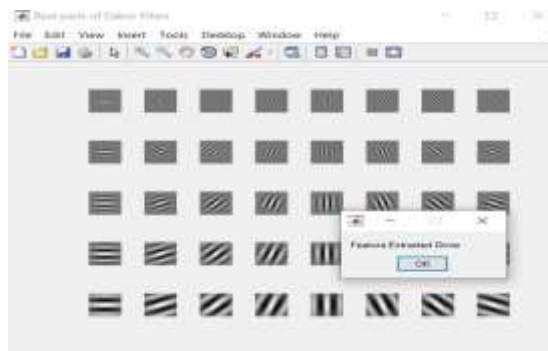 Real parts of Gabor Filters
File Edit View Insert Tools Desktop Window Help
Feature Extracted Done
OK